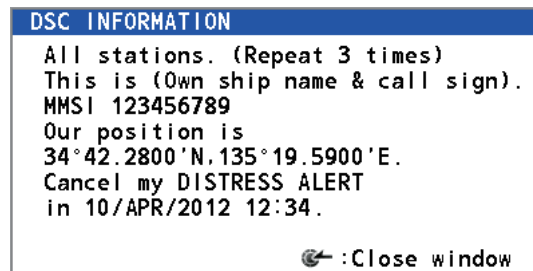 DSC INFORMATION
All stations. (Repeat 3 times)
This is (Own ship name & call sign).
MMSI 123456789
Our position is
34°42.2800'N,135°19.5900'E.
Cancel my DISTRESS ALERT
in 10/APR/2012 12:34.
:Close window